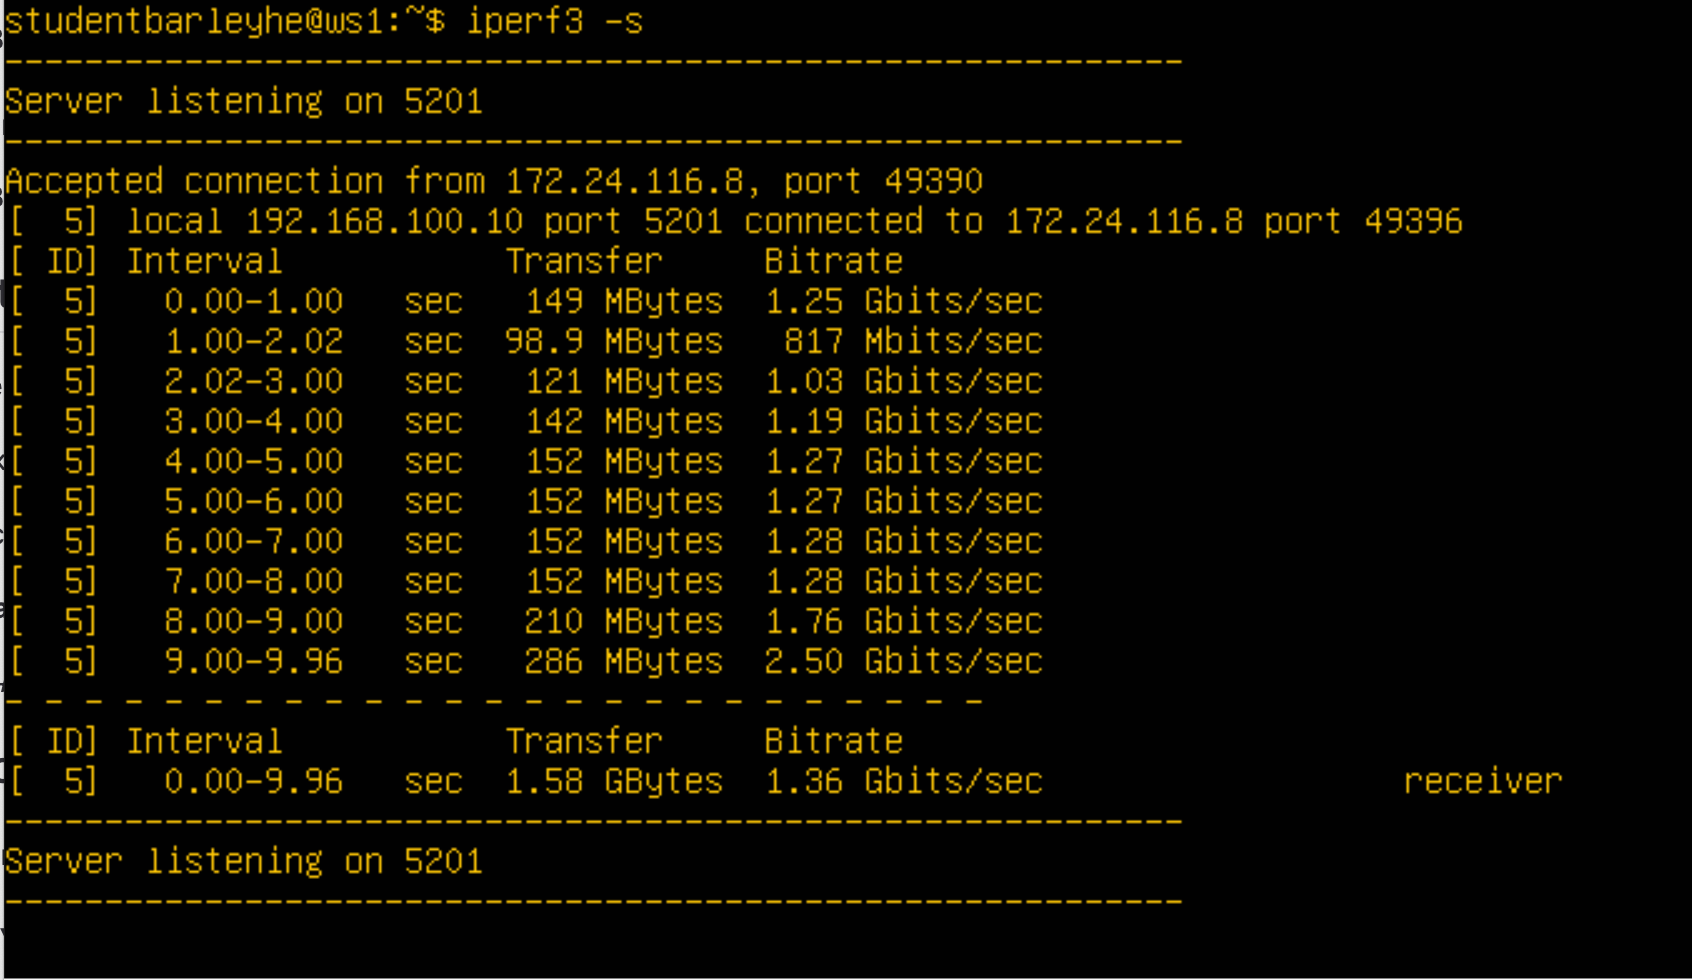 studentbarleyhe@ws1:~$ iperf3 -s
-----------------------------------------------------------
Server listening on 5201
-----------------------------------------------------------
Accepted connection from 172.24.116.8, port 49390
[  5] local 192.168.100.10 port 5201 connected to 172.24.116.8 port 49396
[ ID] Interval           Transfer     Bitrate
[  5]   0.00-1.00   sec   149 MBytes  1.25 Gbits/sec
[  5]   1.00-2.02   sec  98.9 MBytes   817 Mbits/sec
[  5]   2.02-3.00   sec   121 MBytes  1.03 Gbits/sec
[  5]   3.00-4.00   sec   142 MBytes  1.19 Gbits/sec
[  5]   4.00-5.00   sec   152 MBytes  1.27 Gbits/sec
[  5]   5.00-6.00   sec   152 MBytes  1.27 Gbits/sec
[  5]   6.00-7.00   sec   152 MBytes  1.28 Gbits/sec
[  5]   7.00-8.00   sec   152 MBytes  1.28 Gbits/sec
[  5]   8.00-9.00   sec   210 MBytes  1.76 Gbits/sec
[  5]   9.00-9.96   sec   286 MBytes  2.50 Gbits/sec
- - - - - - - - - - - - - - - - - - - - - - - - -
[ ID] Interval           Transfer     Bitrate
[  5]   0.00-9.96   sec  1.58 GBytes  1.36 Gbits/sec                  receiver
-----------------------------------------------------------
Server listening on 5201
-----------------------------------------------------------